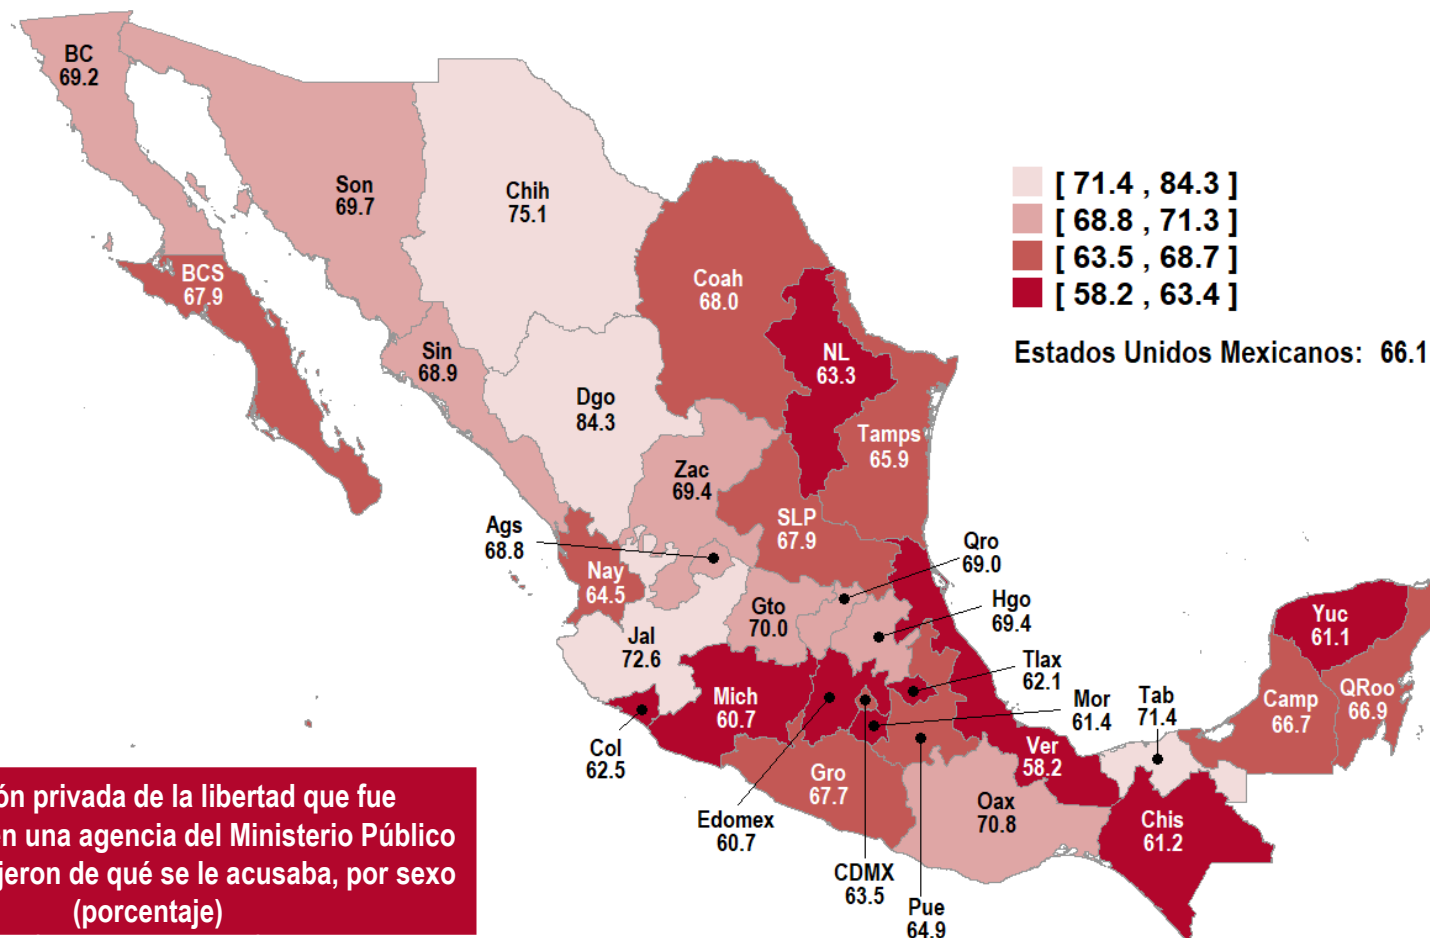 BC
69.2
Son
69.7
Chih
75.1
[ 71.4 , 84.3 ]
[ 68.8 , 71.3 ]
[ 63.5 , 68.7 ]
[ 58.2 , 63.4 ]
Estados Unidos Mexicanos: 66.1
BCS
67.9
Coah
68.0
Sin
68.9
NL
63.3
Dgo
84.3
Tamps
65.9
Zac
69.4
SLP
67.9
Ags
68.8
Qro
69.0
Nay
64.5
Gto
70.0
Hgo
69.4
Yuc
61.1
Jal
72.6
Tlax
62.1
Mich
60.7
Mor
61.4
Tab
71.4
Camp
66.7
QRoo
66.9
Col
62.5
Ver
58.2
Gro
67.7
Edomex
60.7
Oax
70.8
Chis
61.2
CDMX
63.5
Pue
64.9
privada de la libertad que fue
en una agencia del Ministerio Público
de qué se le acusaba, por sexo
(porcentaje)